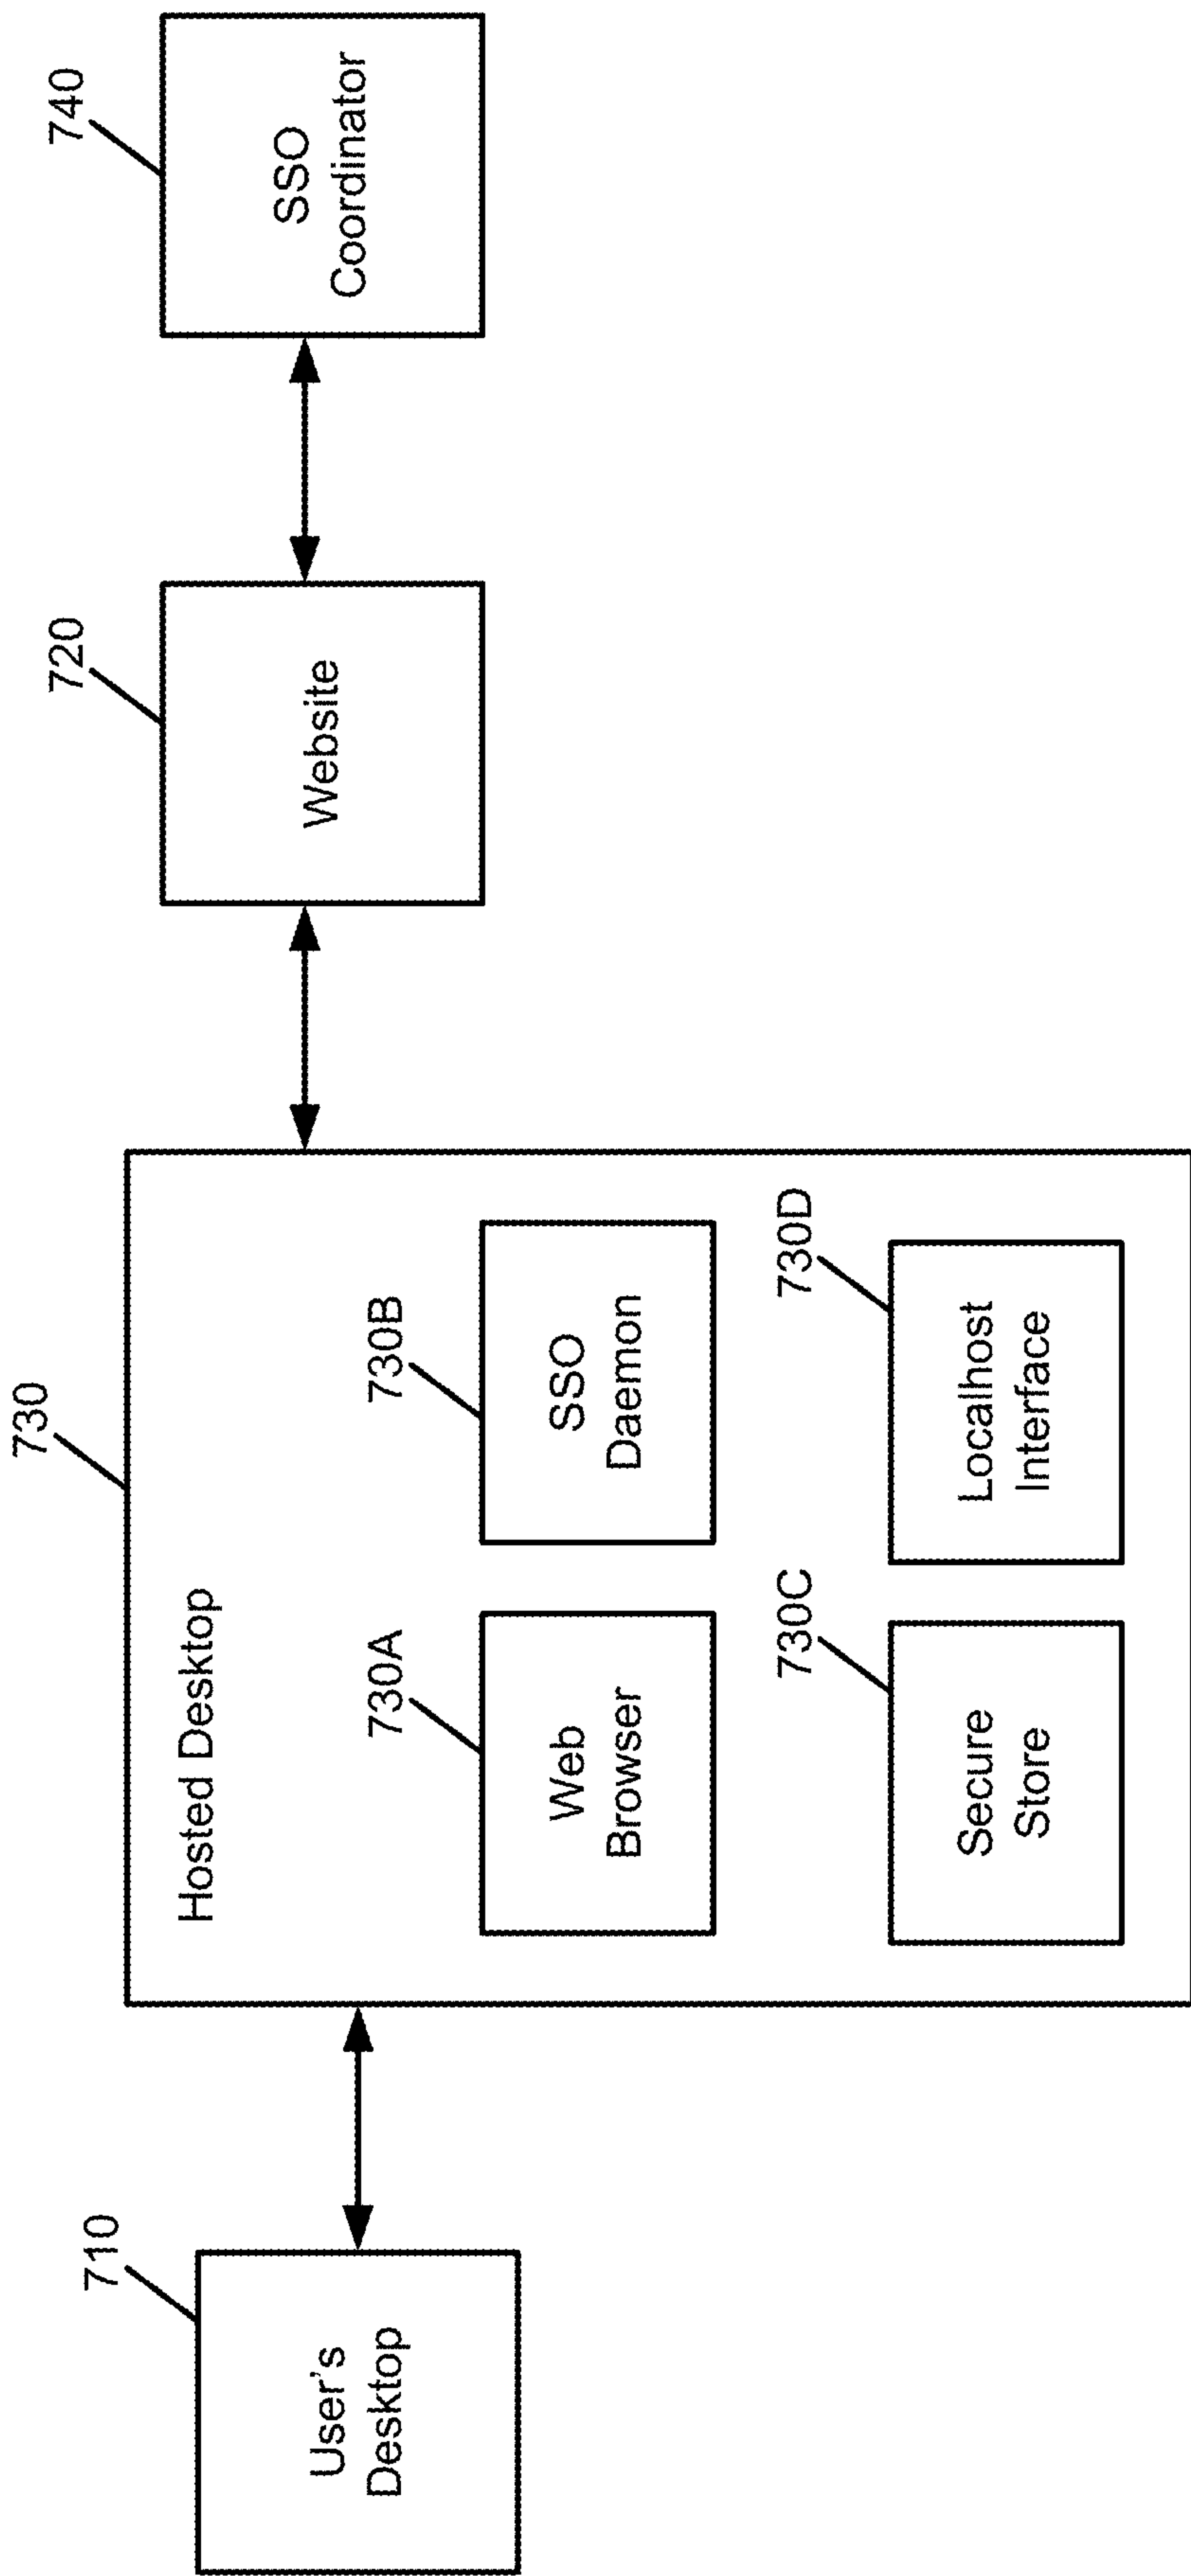 710
User's
Desktop
730
Hosted Desktop
730A
Web
Browser
730B
SSO
Daemon
730C
Secure
Store
730D
Localhost
Interface
720
Website
740
SSO
Coordinator